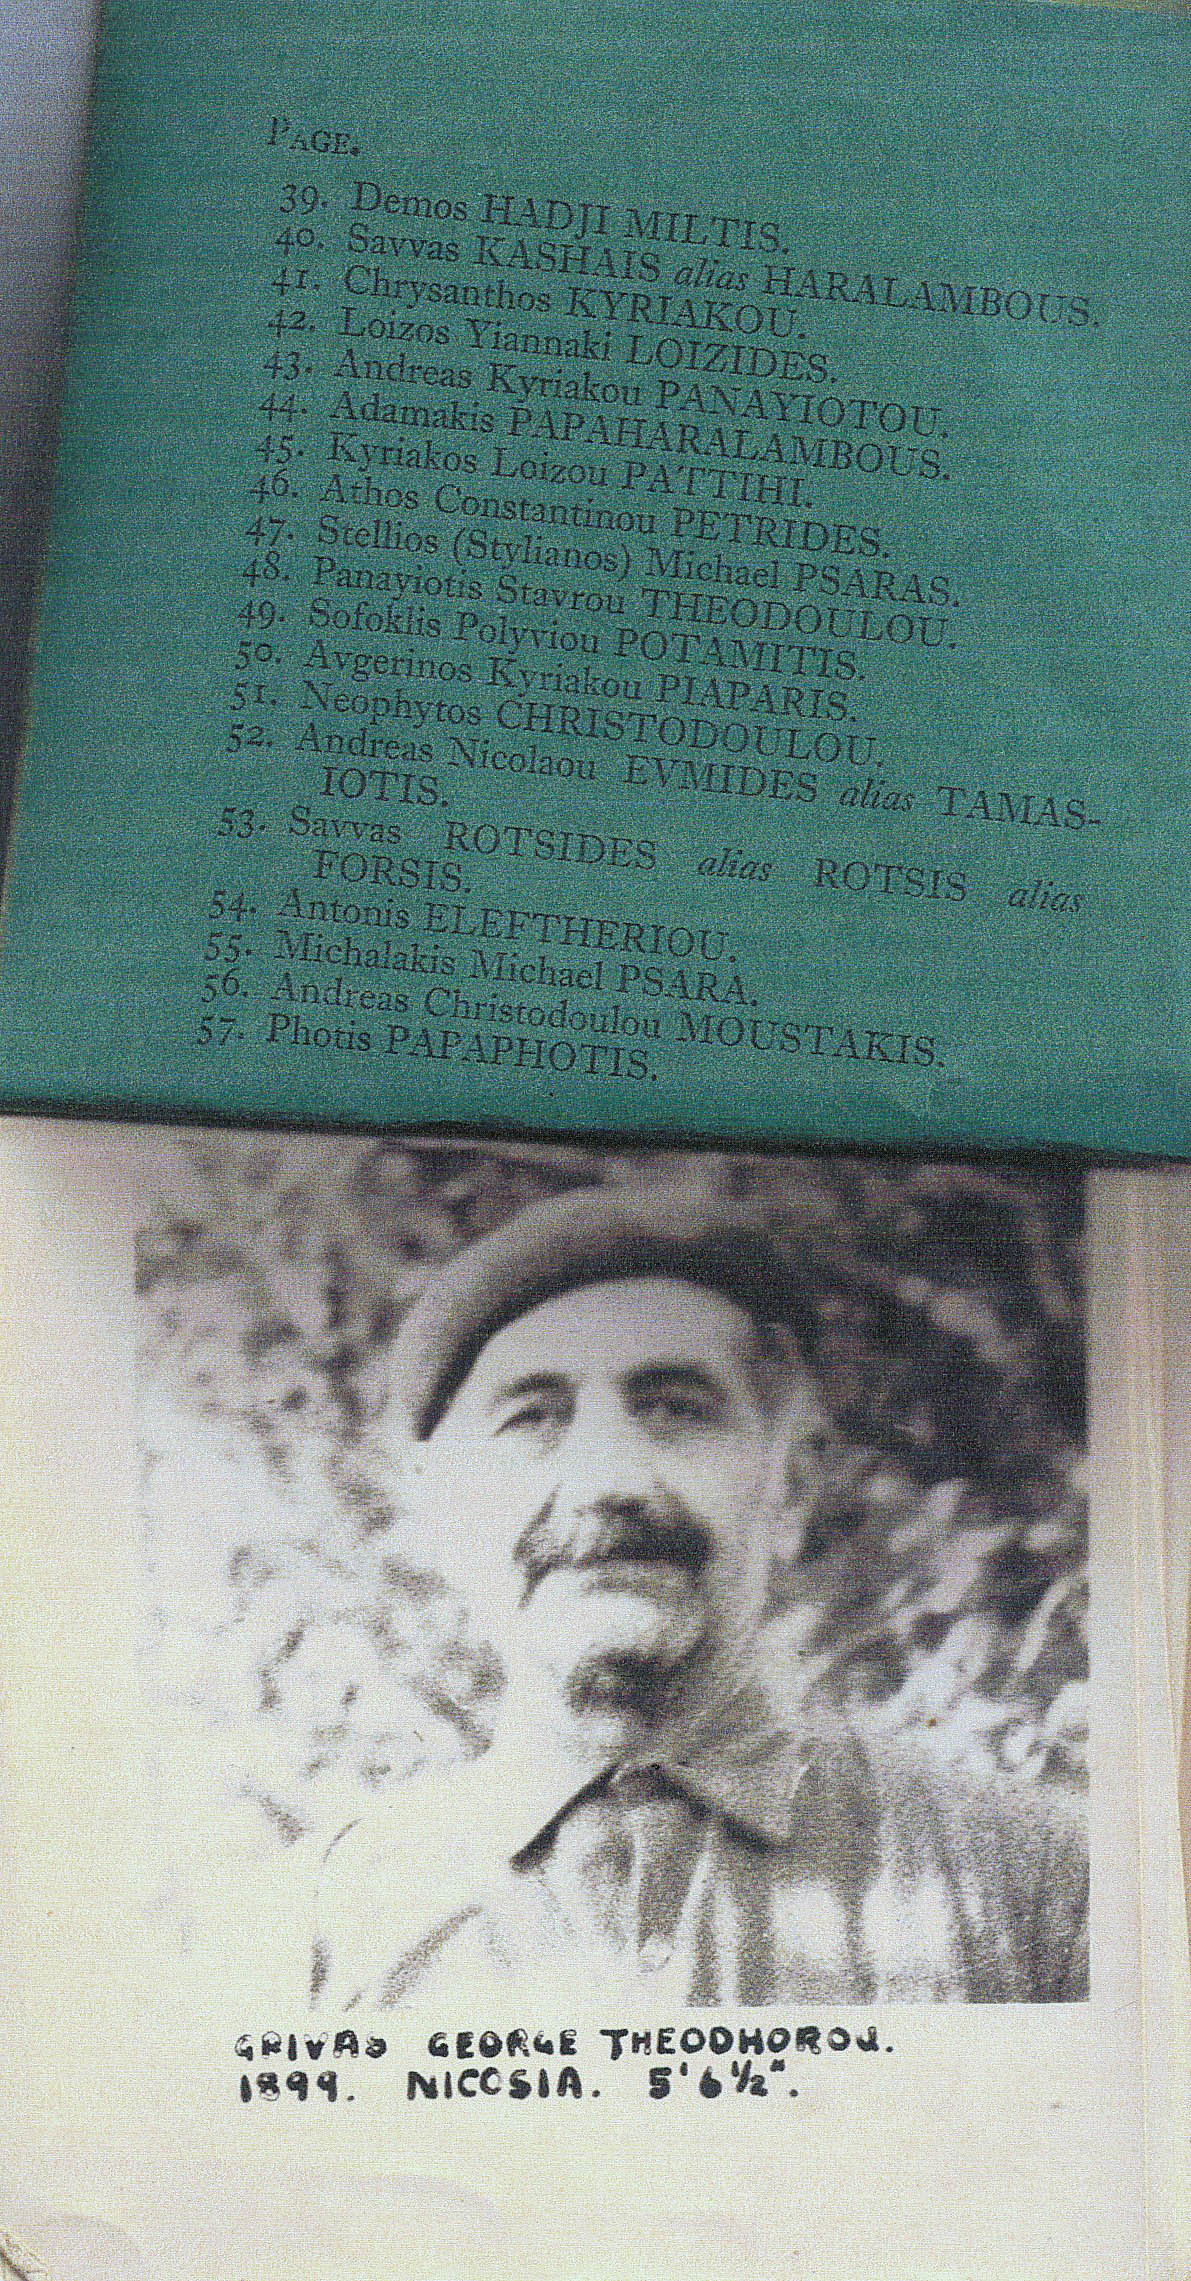 PAGE.
39. Demos HADJI MILTIS.
40. Savvas KASHAIS alias HARALAMBOUS.
41. Chrysanthos KYRIAKOU.
42. Loizos Yiannaki LOIZIDES.
43. Andreas Kyriakou PANAYIOTOU.
44. Adamakis PAPAHARALAMBOUS.
45. Kyriakos Loizou PATTIHI.
46. Athos Constantinou PETRIDES.
47. Stellios (Stylianos) Michael PSARAS.
48. Panayiotis Stavrou THEODOULOU.
49. Sofoklis Polyviou POTAMITIS.
50. Avgerinos Kyriakou PIAPARIS.
51. Neophytos CHRISTODOULOU.
52. Andreas Nicolaou EVMIDES alias TAMAS-
IOTIS.
53. Savvas ROTSIDES alias ROTSIS alias
FORSIS.
54. Antonis ELEFTHERIOU.
55. Michalakis Michael PSARA.
56. Andreas Christodoulou MOUSTAKIS.
57. Photis PAPAPHOTIS.
GRIVAS GEORGE THEODHOROU.
1899. NICOSIA. 5'6½".